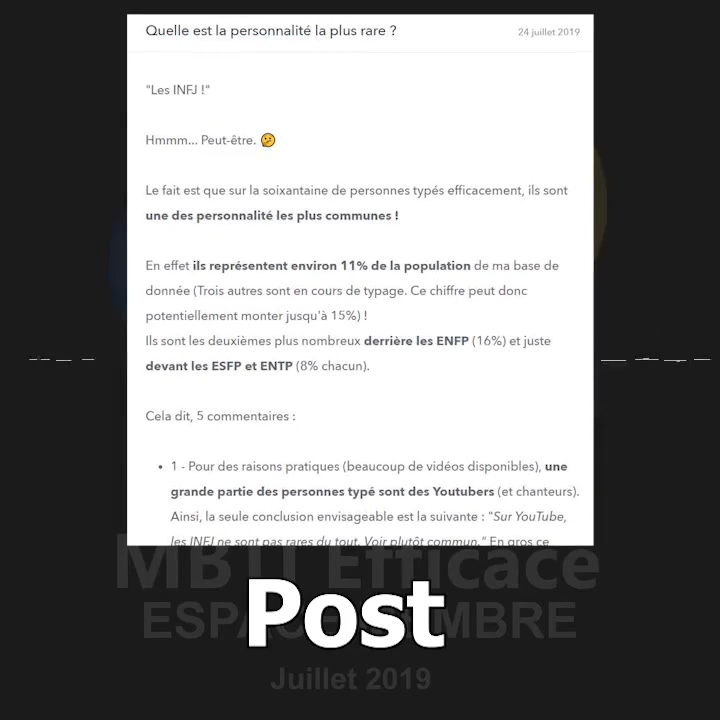 Quelle est la personnalité la plus rare ?
24 juillet 2019
"Les INFJ !"
Hmmm... Peut-être. 🤔
Le fait est que sur la soixantaine de personnes typés efficacement, ils sont
une des personnalité les plus communes !
En effet ils représentent environ 11% de la population de ma base de
donnée (Trois autres sont en cours de typage. Ce chiffre peut donc
potentiellement monter jusqu'à 15%) !
Ils sont les deuxièmes plus nombreux derrière les ENFP (16%) et juste
devant les ESFP et ENTP (8% chacun).
Cela dit, 5 commentaires :
• 1 - Pour des raisons pratiques (beaucoup de vidéos disponibles), une
grande partie des personnes typé sont des Youtubers (et chanteurs).
Ainsi, la seule conclusion envisageable est la suivante : "Sur YouTube,
les INFJ ne sont pas rares du tout. Voir plutôt commun." En gros ce
MBTI Efficace
Post
Juillet 2019